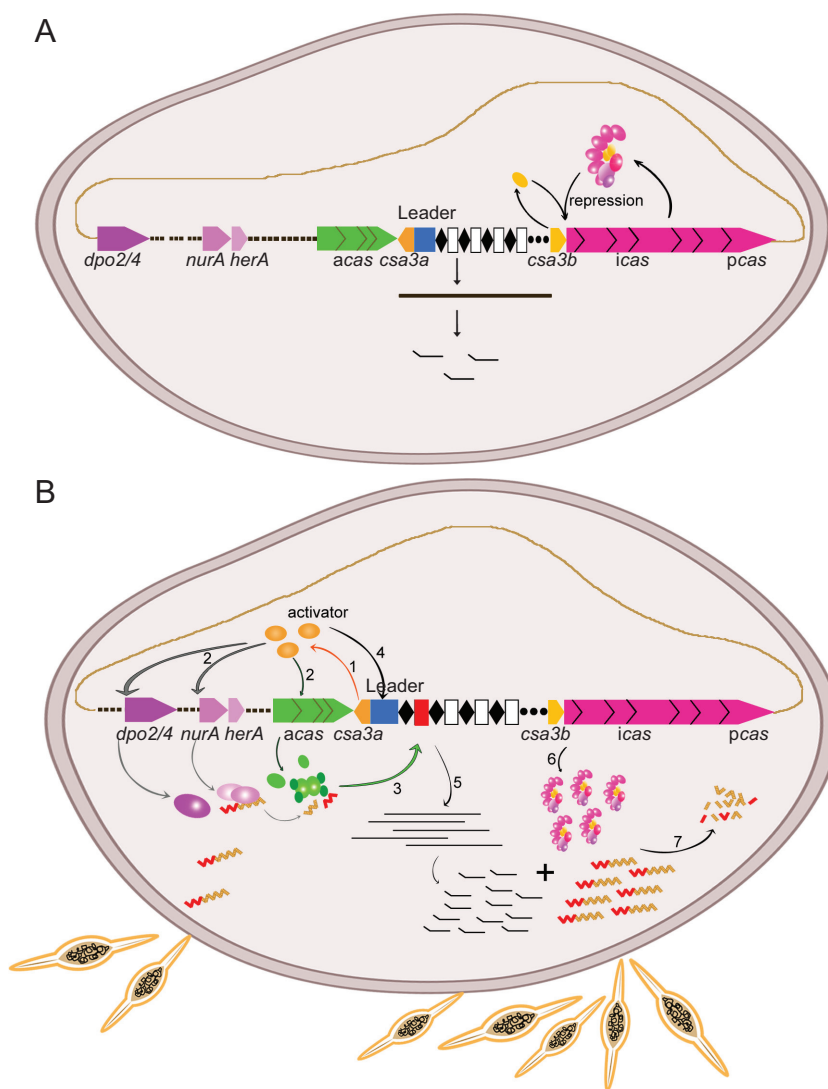 A
repression
Leader
dpo2/4 nurA herA acas csa3a csa3b icas pcas
B
activator
2 2 1 4
Leader
dpo2/4 nurA herA acas csa3a csa3b icas pcas
3 5 6 7
+